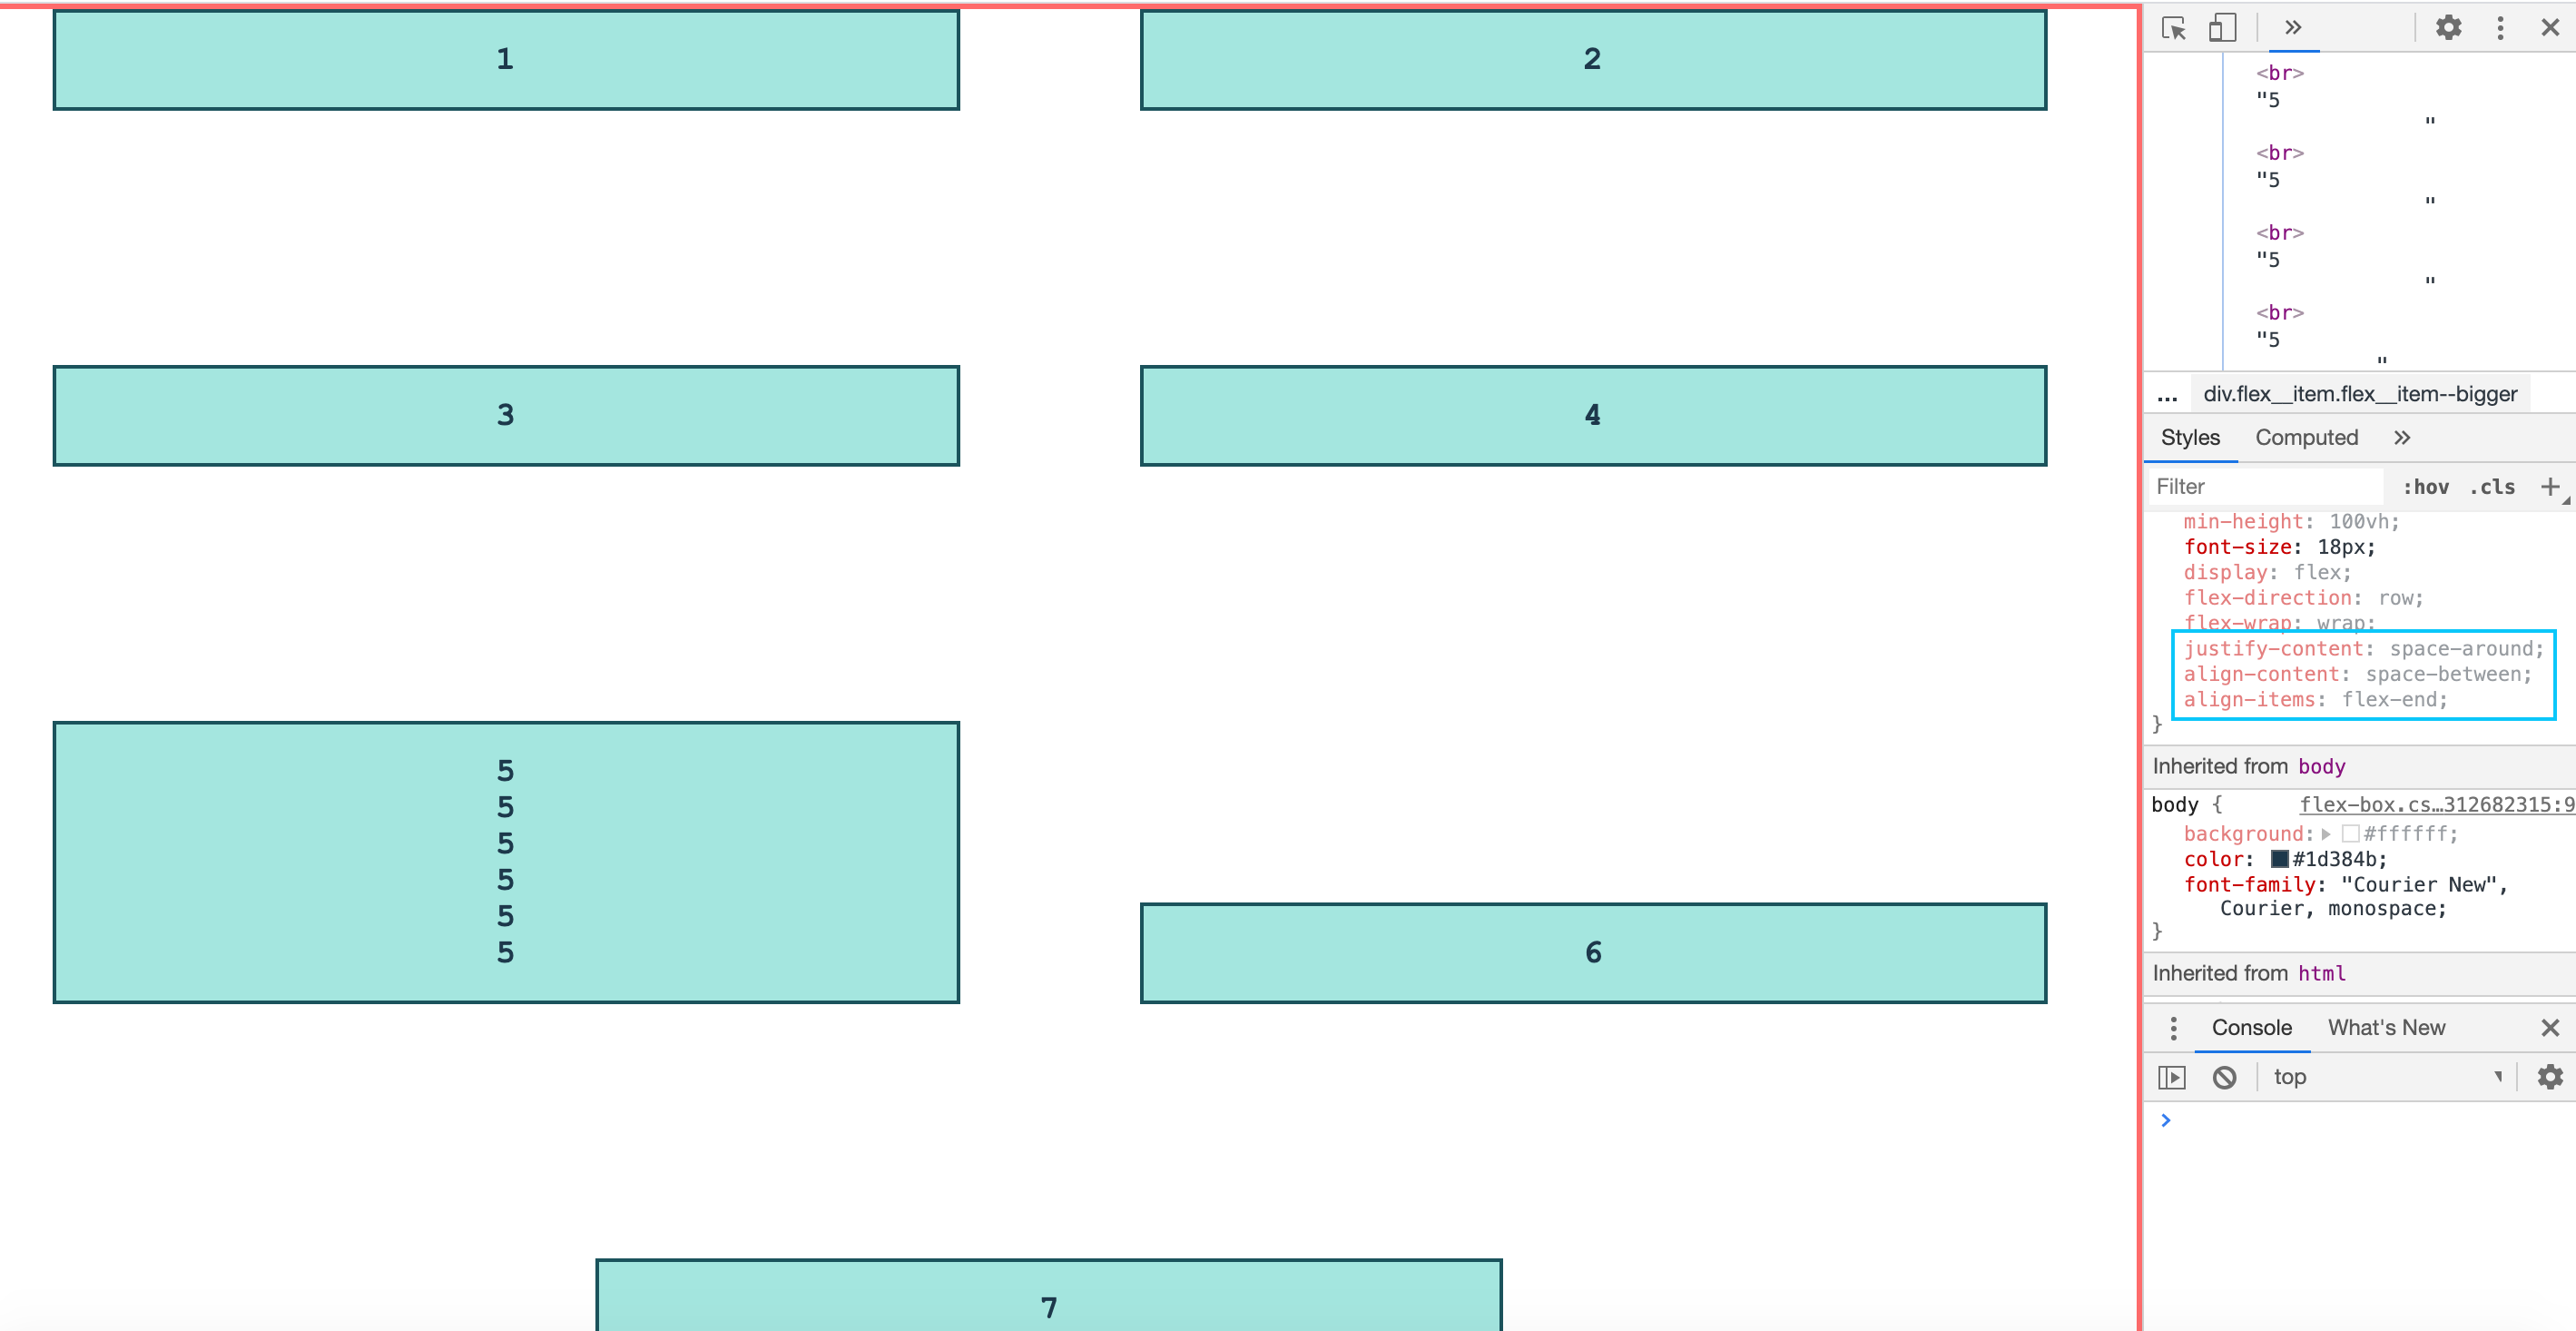 1
2
3
4
5
5
5
5
5
5
6
7
<br>
"5
"
<br>
"5
"
<br>
"5
"
<br>
"5
"
... div.flex__item.flex__item--bigger
Styles Computed »
Filter :hov .cls +
min-height: 100vh;
font-size: 18px;
display: flex;
flex-direction: row;
flex-wrap: wrap;
justify-content: space-around;
align-content: space-between;
align-items: flex-end;
}
Inherited from body
body { flex-box.cs…312682315:9
background: #ffffff;
color: #1d384b;
font-family: "Courier New",
Courier, monospace;
}
Inherited from html
Console What's New
top